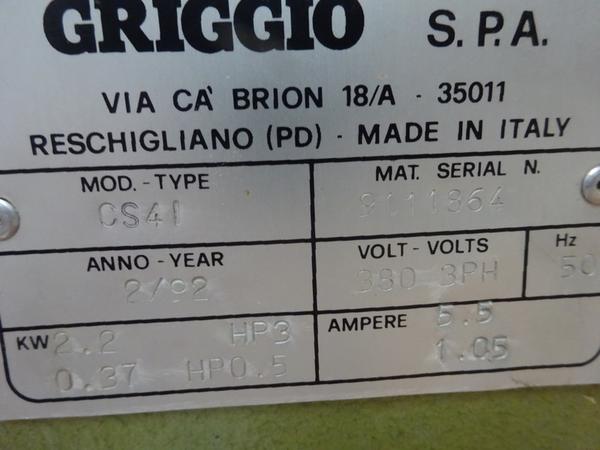 GRIGGIO S.P.A.
VIA CA' BRION 18/A - 35011
RESCHIGLIANO (PD) - MADE IN ITALY
MOD.-TYPE MAT. SERIAL N.
CS41 9111864
ANNO-YEAR VOLT-VOLTS Hz
2/92 380 3PH 50
KW 2.2 HP3 AMPERE 5.5
0.37 HP0.5 1.05